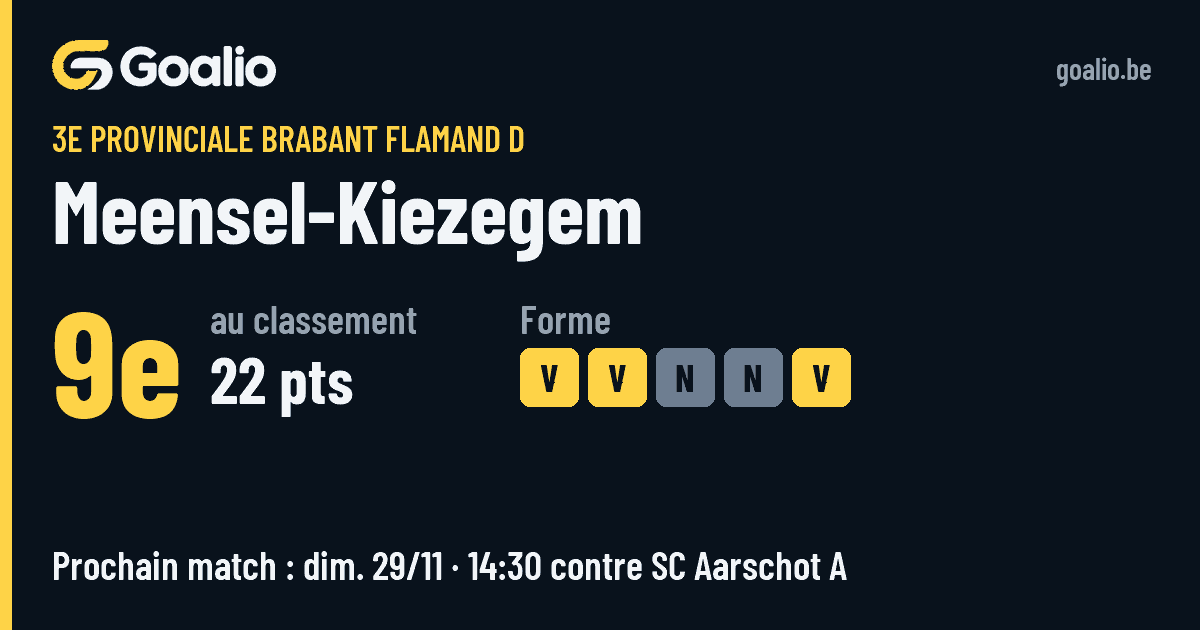 Goalio
goalio.be
3E PROVINCIALE BRABANT FLAMAND D
Meensel-Kiezegem
9e
au classement
22 pts
Forme
V V N N V
Prochain match : dim. 29/11 · 14:30 contre SC Aarschot A